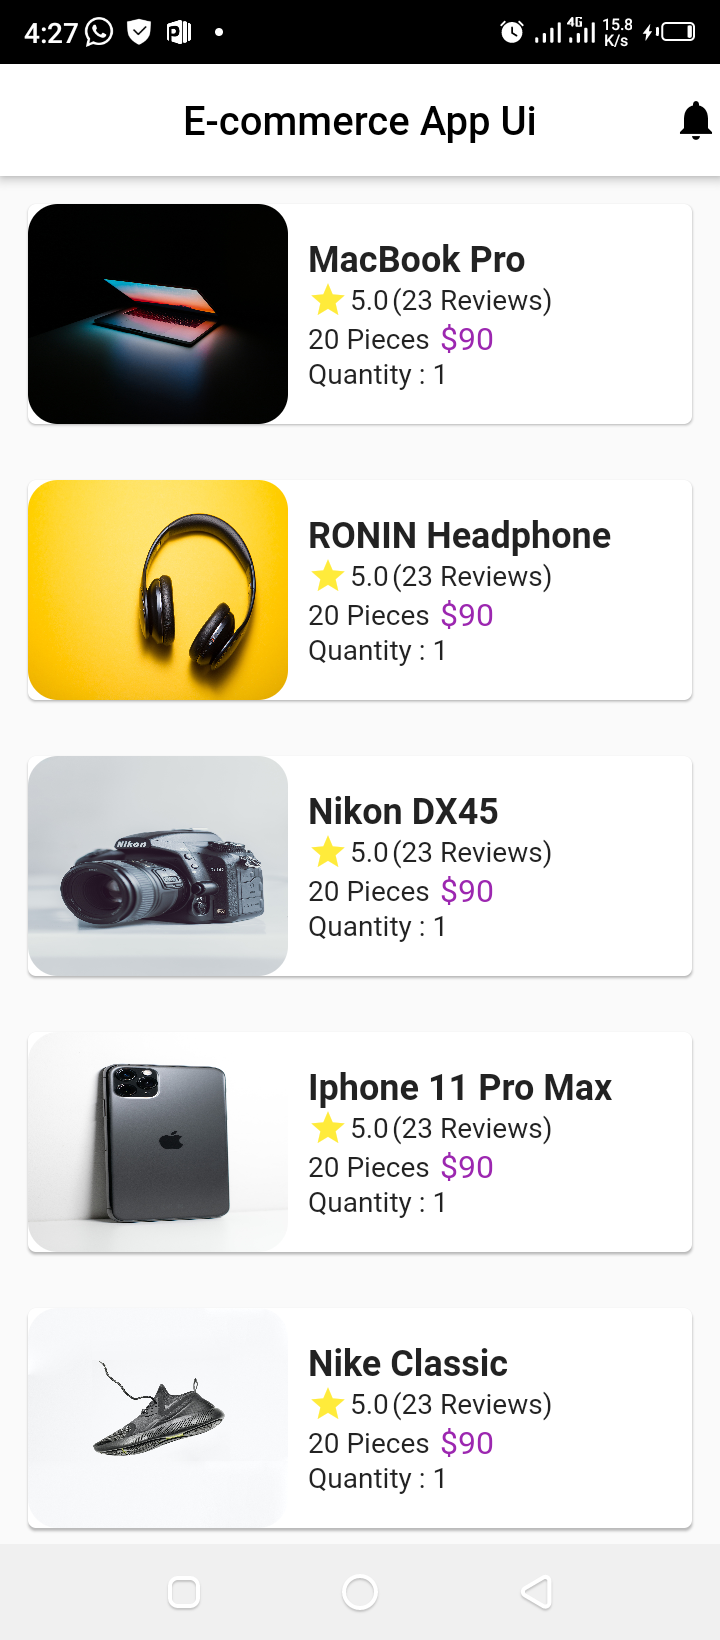 4:27
4G
15.8
K/s
E-commerce App Ui
MacBook Pro
5.0 (23 Reviews)
20 Pieces $90
Quantity : 1
RONIN Headphone
5.0 (23 Reviews)
20 Pieces $90
Quantity : 1
Nikon
Nikon DX45
5.0 (23 Reviews)
20 Pieces $90
Quantity : 1
Iphone 11 Pro Max
5.0 (23 Reviews)
20 Pieces $90
Quantity : 1
Nike Classic
5.0 (23 Reviews)
20 Pieces $90
Quantity : 1